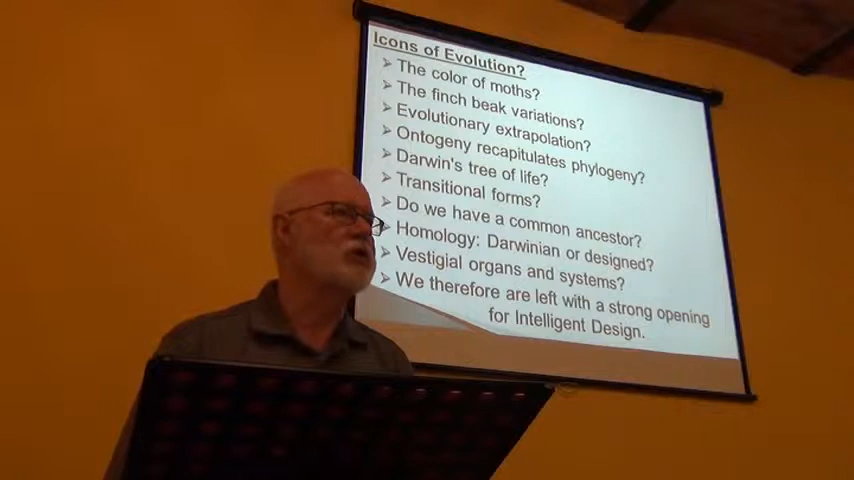 Icons of Evolution?
➢ The color of moths?
➢ The finch beak variations?
➢ Evolutionary extrapolation?
➢ Ontogeny recapitulates phylogeny?
➢ Darwin's tree of life?
➢ Transitional forms?
➢ Do we have a common ancestor?
➢ Homology: Darwinian or designed?
➢ Vestigial organs and systems?
➢ We therefore are left with a strong opening
for Intelligent Design.